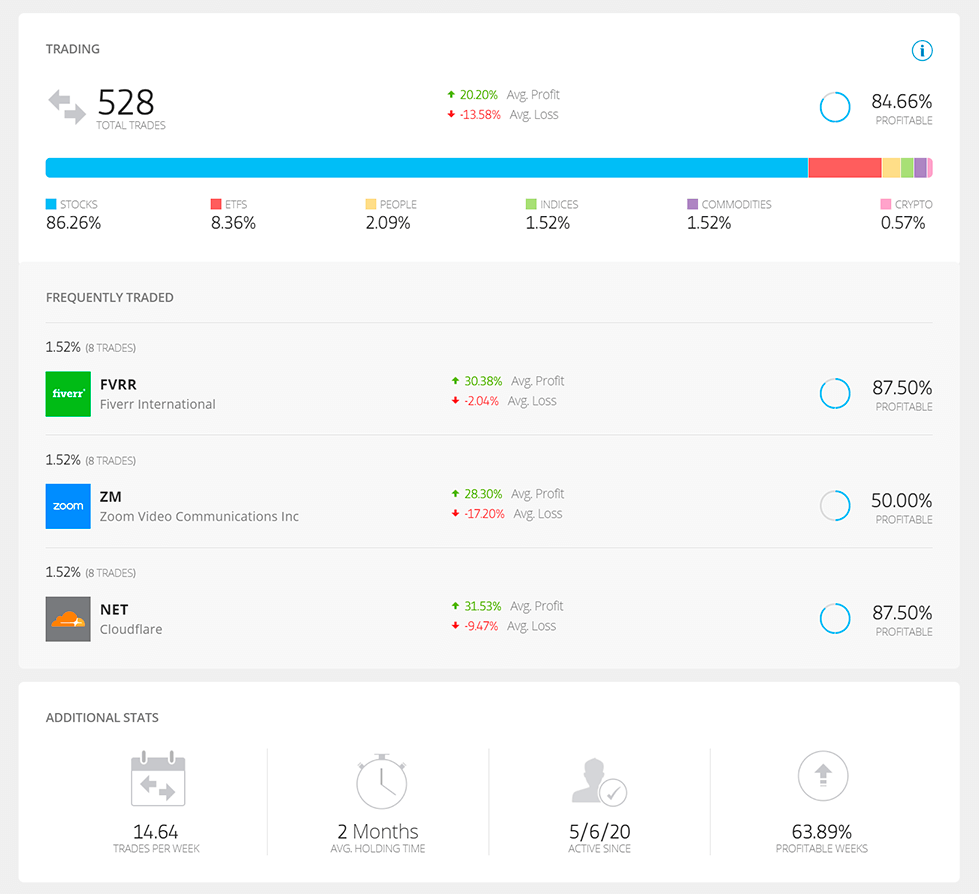 TRADING
528
TOTAL TRADES
20.20% Avg. Profit
-13.58% Avg. Loss
84.66%
PROFITABLE
STOCKS
86.26%
ETFS
8.36%
PEOPLE
2.09%
INDICES
1.52%
COMMODITIES
1.52%
CRYPTO
0.57%
FREQUENTLY TRADED
1.52% (8 TRADES)
fiverr
FVRR
Fiverr International
30.38% Avg. Profit
-2.04% Avg. Loss
87.50%
PROFITABLE
1.52% (8 TRADES)
zoom
ZM
Zoom Video Communications Inc
28.30% Avg. Profit
-17.20% Avg. Loss
50.00%
PROFITABLE
1.52% (8 TRADES)
NET
Cloudflare
31.53% Avg. Profit
-9.47% Avg. Loss
87.50%
PROFITABLE
ADDITIONAL STATS
14.64
TRADES PER WEEK
2 Months
AVG. HOLDING TIME
5/6/20
ACTIVE SINCE
63.89%
PROFITABLE WEEKS